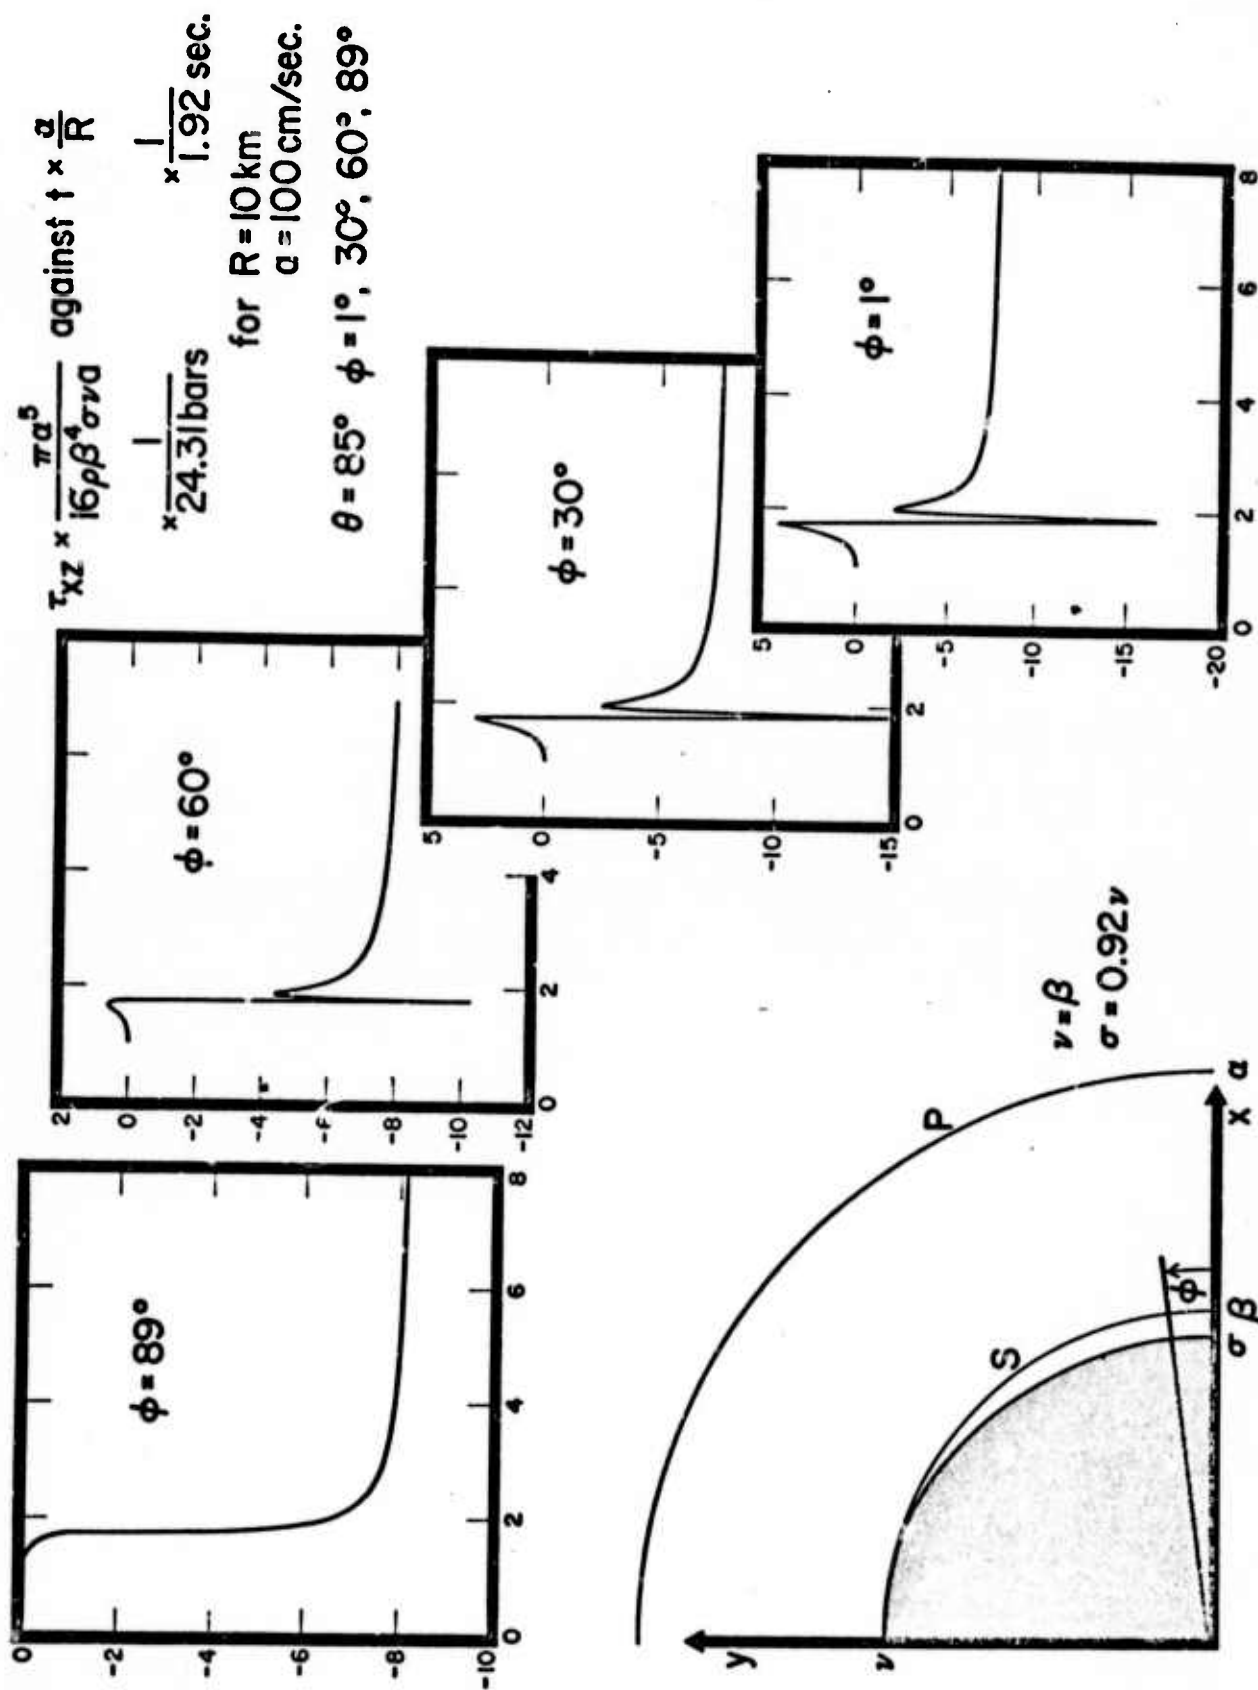 τxz × πα⁵ / 16ρβ⁴σνa against t × α / R
× 1 / 24.31 bars × 1 / 1.92 sec.
for R = 10 km
a = 100 cm/sec.
θ = 85° φ = 1°, 30°, 60°, 89°
φ = 89°
0
-2
-4
-6
-8
-10
0 2 4 6 8
φ = 60°
2
0
-2
-4
-6
-8
-10
-12
0 2 4
φ = 30°
5
0
-5
-10
-15
0 2
φ = 1°
5
0
-5
-10
-15
-20
0 2 4 6 8
y
ν
P
S
φ
ν = β
σ = 0.92ν
σ β X α